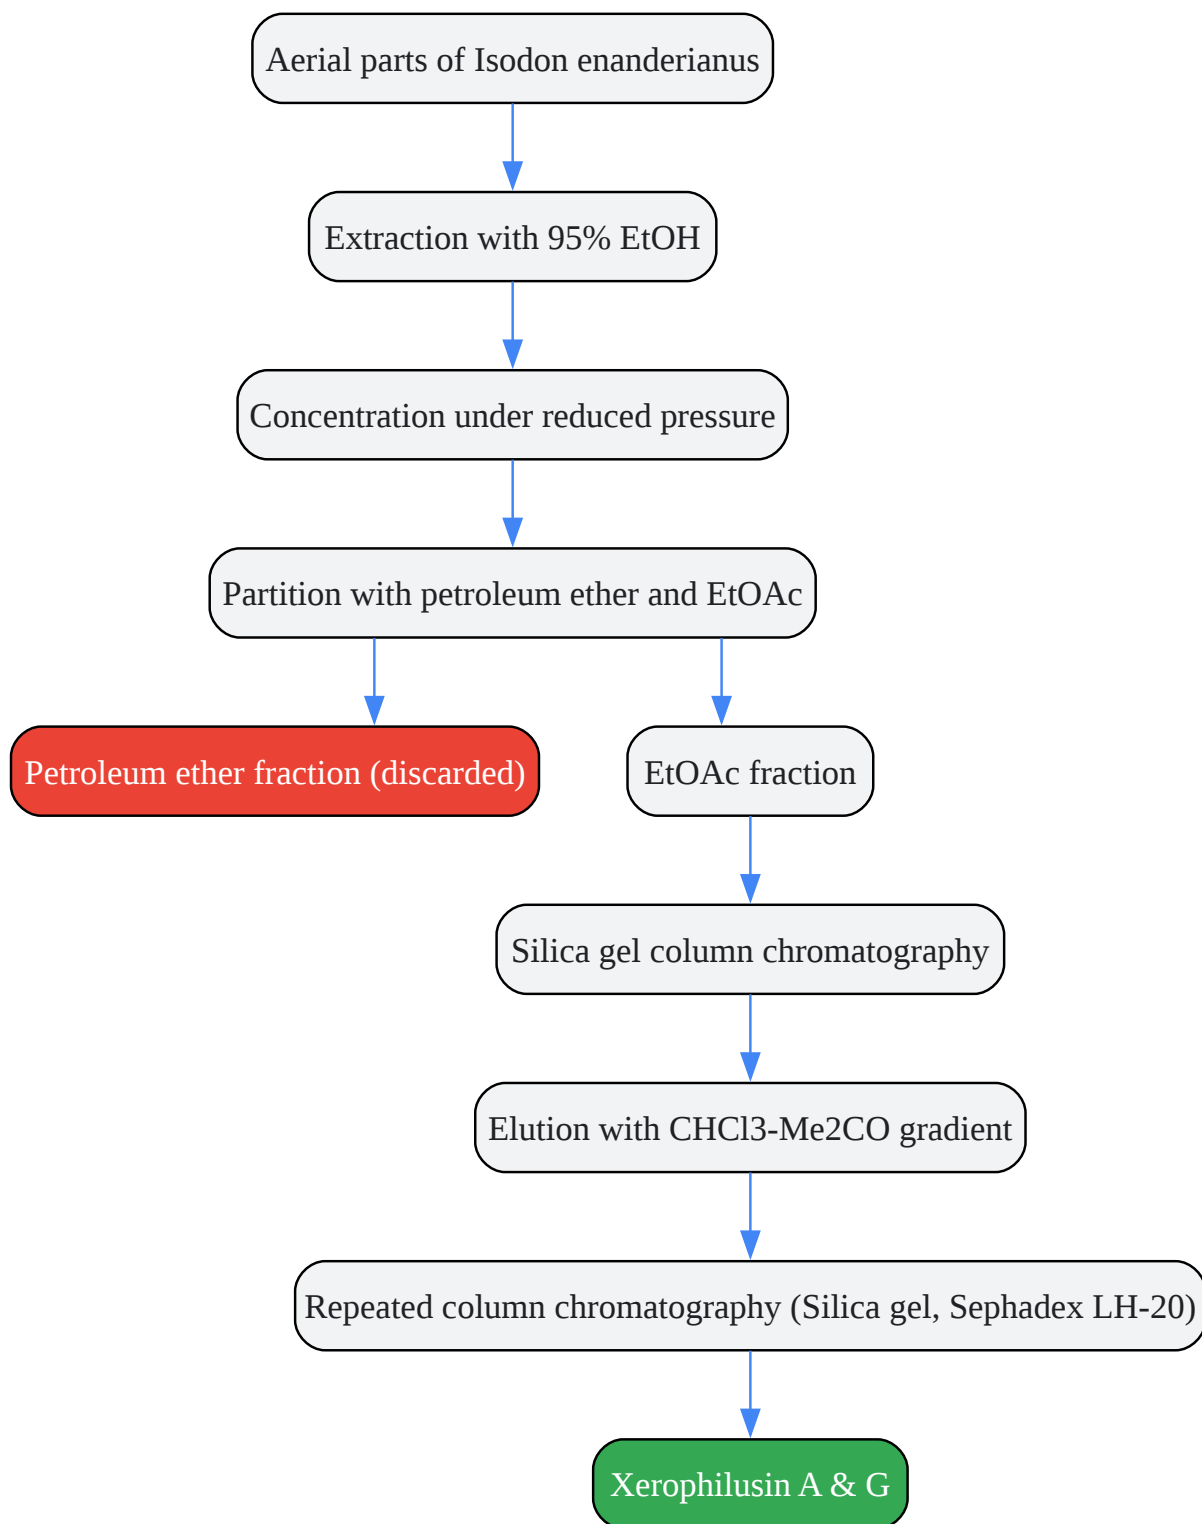 Aerial parts of Isodon enanderianus
Extraction with 95% EtOH
Concentration under reduced pressure
Partition with petroleum ether and EtOAc
Petroleum ether fraction (discarded)
EtOAc fraction
Silica gel column chromatography
Elution with CHCl3-Me2CO gradient
Repeated column chromatography (Silica gel, Sephadex LH-20)
Xerophilusin A & G